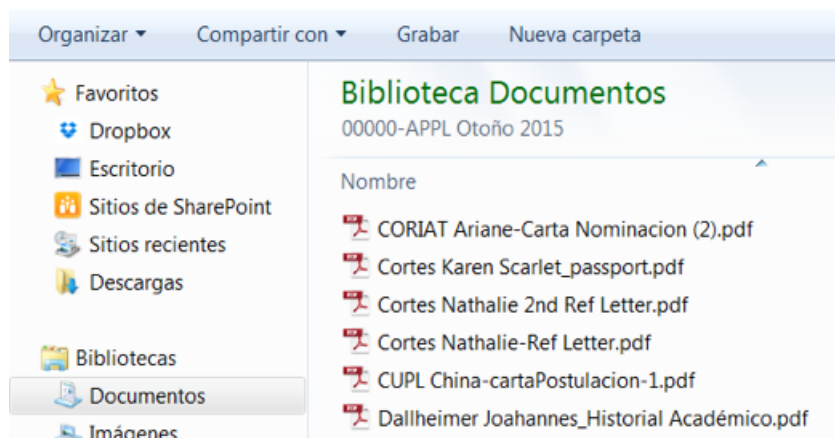 Organizar Compartir con Grabar Nueva carpeta
Favoritos
Dropbox
Escritorio
Sitios de SharePoint
Sitios recientes
Descargas
Bibliotecas
Documentos
Imágenes
Biblioteca Documentos
00000-APPL Otoño 2015
Nombre
CORIAT Ariane-Carta Nominacion (2).pdf
Cortes Karen Scarlet_passport.pdf
Cortes Nathalie 2nd Ref Letter.pdf
Cortes Nathalie-Ref Letter.pdf
CUPL China-cartaPostulacion-1.pdf
Dallheimer Joahannes_Historial Académico.pdf